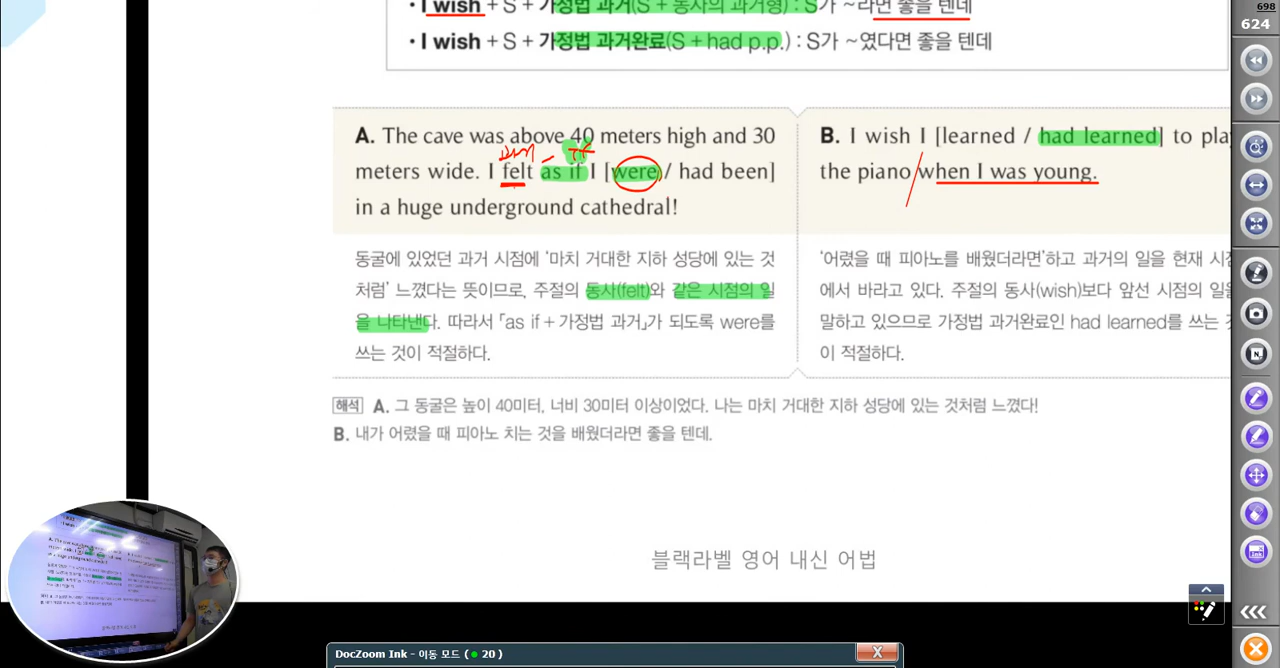 • I wish + S + 가정법 과거(S + 동사의 과거형) : S가 ~라면 좋을 텐데
• I wish + S + 가정법 과거완료(S + had p.p.) : S가 ~였다면 좋을 텐데
A. The cave was above 40 meters high and 30
meters wide. I felt as if I [were / had been]
in a huge underground cathedral!
동굴에 있었던 과거 시점에 '마치 거대한 지하 성당에 있는 것
처럼' 느꼈다는 뜻이므로, 주절의 동사(felt)와 같은 시점의 일
을 나타낸다. 따라서 「as if + 가정법 과거」가 되도록 were를
쓰는 것이 적절하다.
B. I wish I [learned / had learned] to play
the piano when I was young.
'어렸을 때 피아노를 배웠더라면'하고 과거의 일을 현재 시점
에서 바라고 있다. 주절의 동사(wish)보다 앞선 시점의 일을
말하고 있으므로 가정법 과거완료인 had learned를 쓰는 것
이 적절하다.
해석 A. 그 동굴은 높이 40미터, 너비 30미터 이상이었다. 나는 마치 거대한 지하 성당에 있는 것처럼 느꼈다!
B. 내가 어렸을 때 피아노 치는 것을 배웠더라면 좋을 텐데.
블랙라벨 영어 내신 어법
DocZoom Ink - 이동 모드 ( 20 )
X
698
624
N
Ink